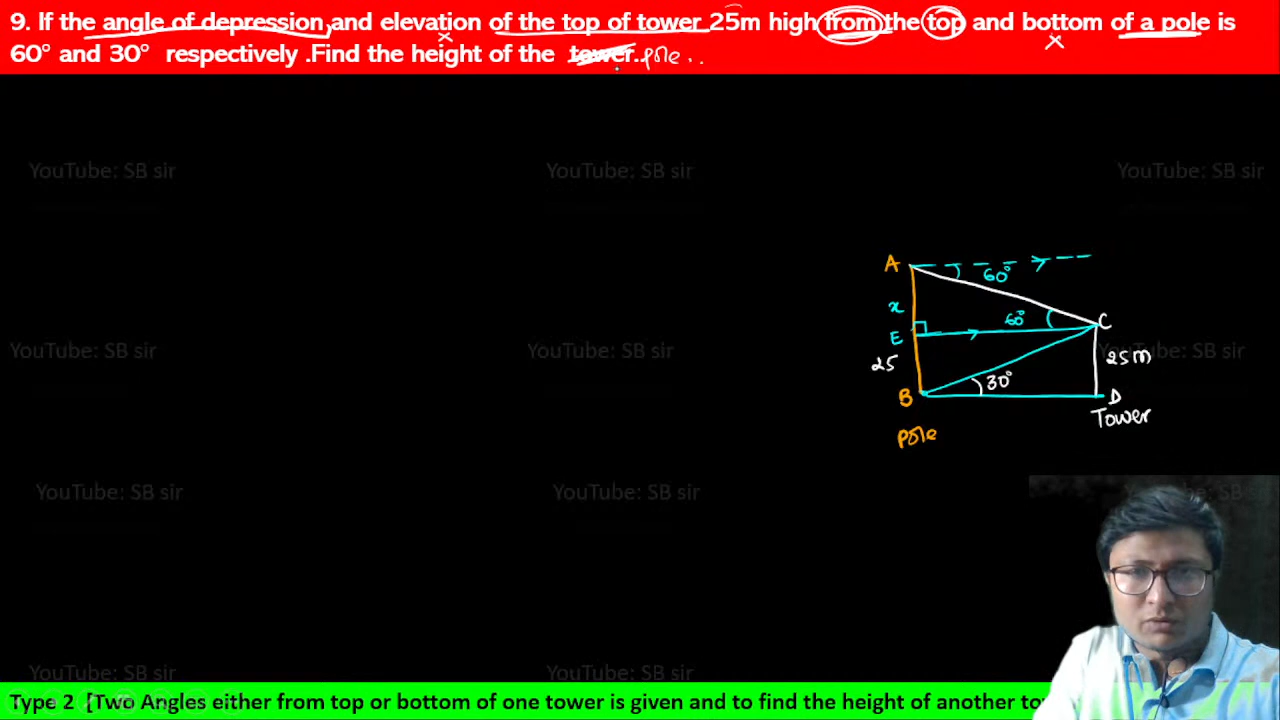 9. If the angle of depression and elevation of the top of tower 25m high from the top and bottom of a pole is
60° and 30° respectively .Find the height of the tower.. pole..
YouTube: SB sir YouTube: SB sir YouTube: SB sir
A 60°
x 60° C
E
YouTube: SB sir YouTube: SB sir YouTube: SB sir
25 25m
30°
B D
Tower
pole
YouTube: SB sir YouTube: SB sir
YouTube: SB sir YouTube: SB sir
Type 2 [Two Angles either from top or bottom of one tower is given and to find the height of another